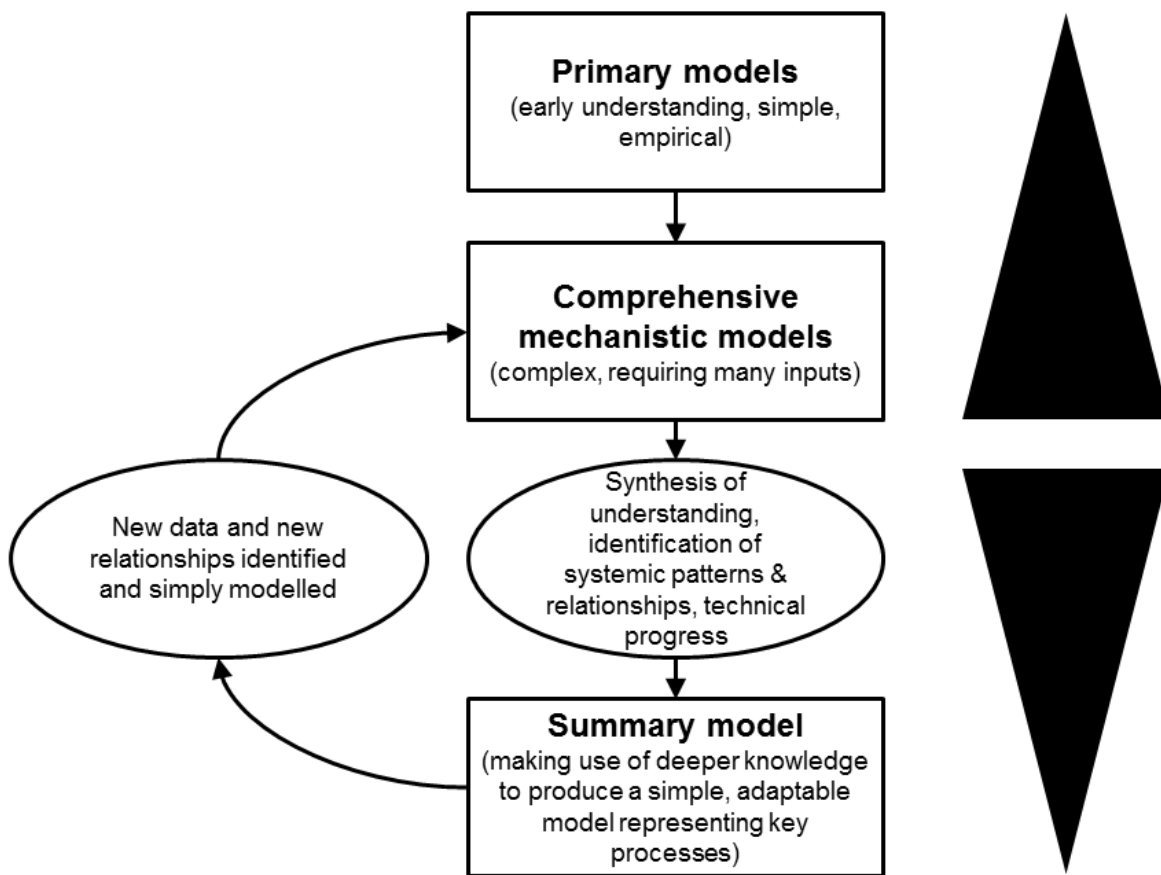 Primary models
(early understanding, simple,
empirical)
Comprehensive
mechanistic models
(complex, requiring many inputs)
Synthesis of
understanding,
identification of
systemic patterns &
relationships, technical
progress
New data and new
relationships identified
and simply modelled
Summary model
(making use of deeper knowledge
to produce a simple, adaptable
model representing key
processes)